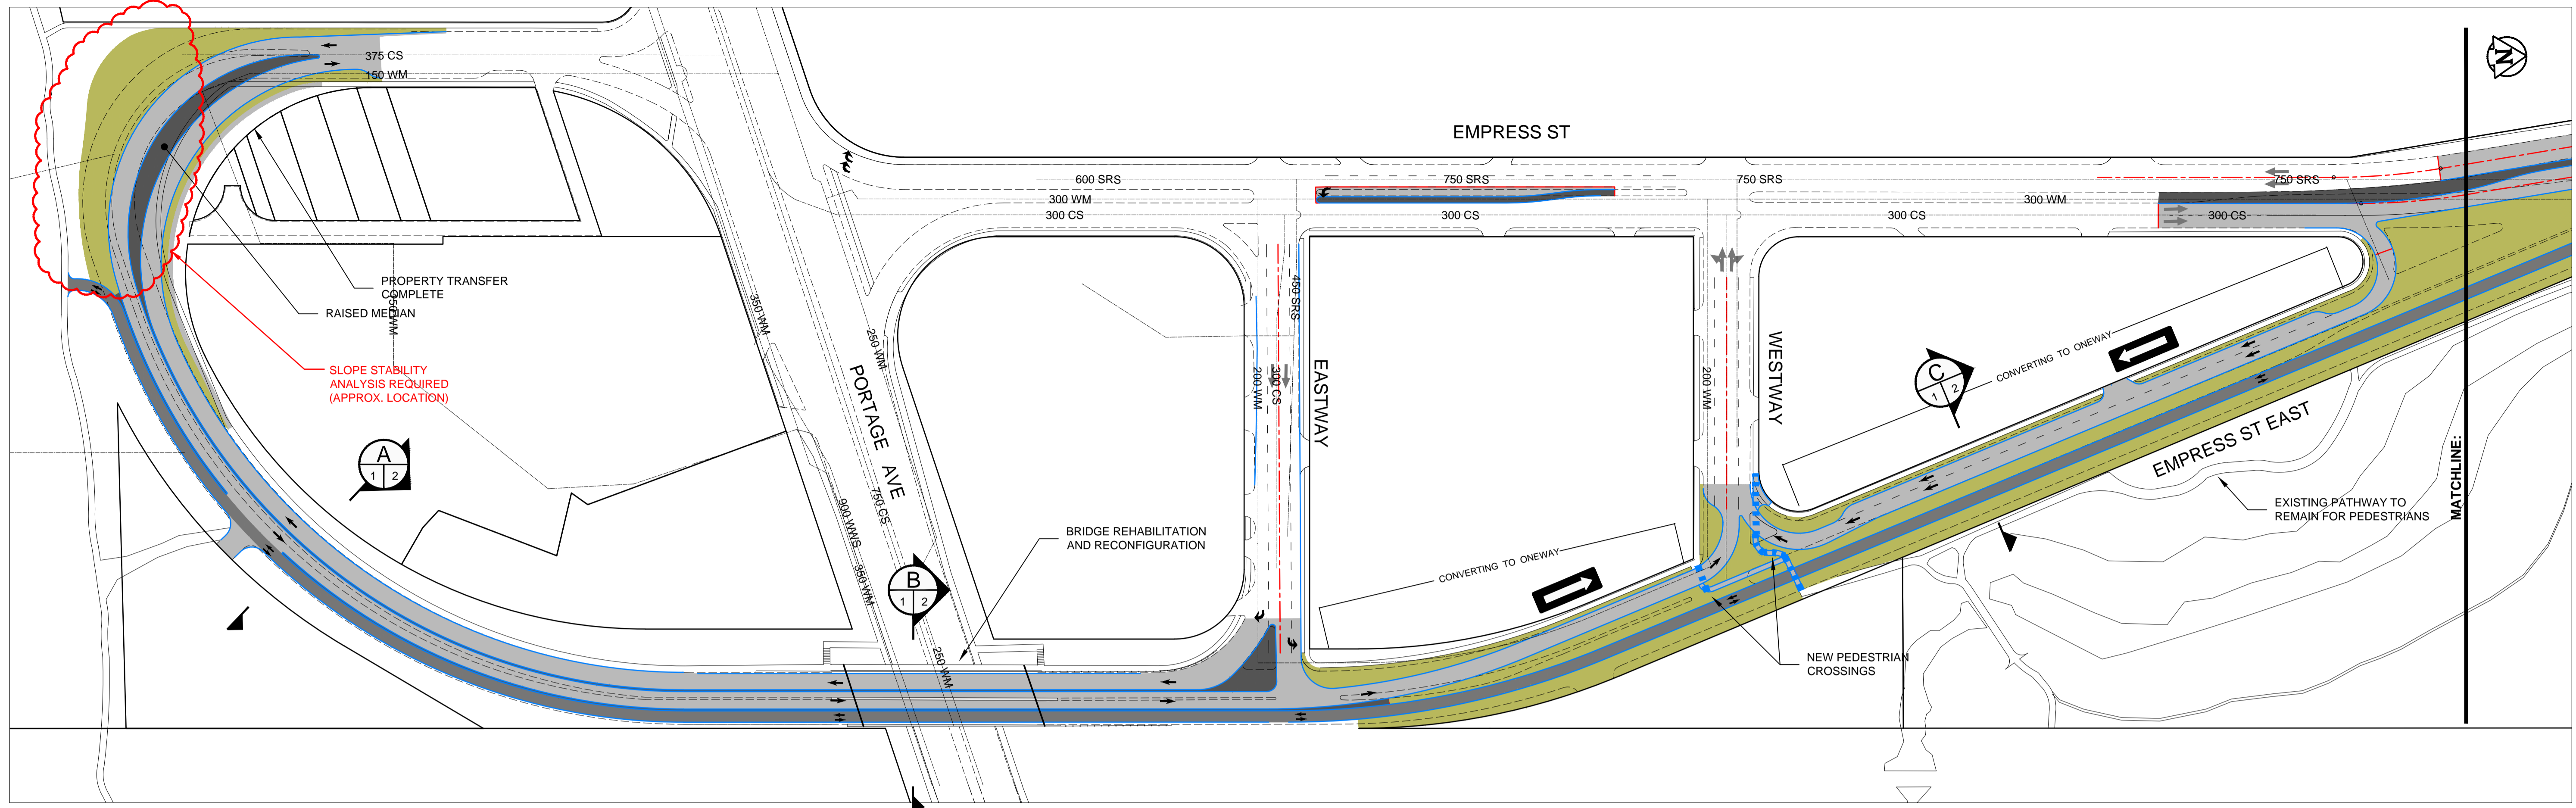 375 CS
150 WM
N
EMPRESS ST
600 SRS
750 SRS
750 SRS
750 SRS
300 WM
300 WM
300 CS
300 CS
300 CS
300 CS
PROPERTY TRANSFER
COMPLETE
350 WM
RAISED MEDIAN
SLOPE STABILITY
ANALYSIS REQUIRED
(APPROX. LOCATION)
350 WM
250 WM
PORTAGE AVE
450 SRS
200 WM
300 CS
EASTWAY
200 WM
WESTWAY
C
1 2
CONVERTING TO ONEWAY
EMPRESS ST EAST
MATCHLINE:
A
1 2
900 WWS
750 CS
350 WM
250 WM
B
1 2
BRIDGE REHABILITATION
AND RECONFIGURATION
CONVERTING TO ONEWAY
EXISTING PATHWAY TO
REMAIN FOR PEDESTRIANS
NEW PEDESTRIAN
CROSSINGS